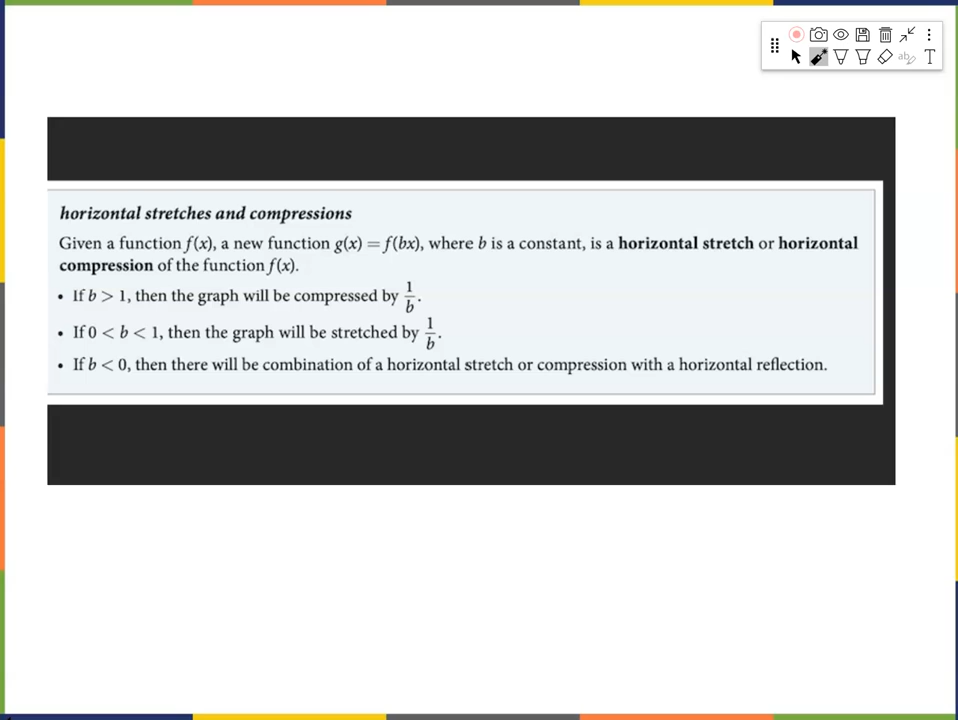 ab
T
horizontal stretches and compressions
Given a function f(x), a new function g(x) = f(bx), where b is a constant, is a horizontal stretch or horizontal
compression of the function f(x).
• If b > 1, then the graph will be compressed by 1/b.
• If 0 < b < 1, then the graph will be stretched by 1/b.
• If b < 0, then there will be combination of a horizontal stretch or compression with a horizontal reflection.